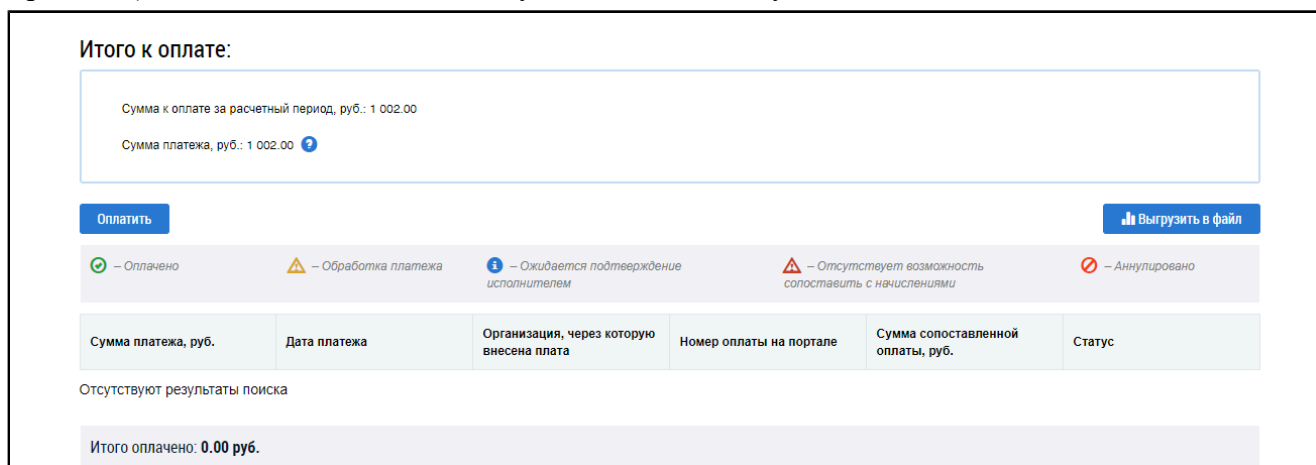 Итого к оплате:
Сумма к оплате за расчетный период, руб.: 1 002.00
Сумма платежа, руб.: 1 002.00 ?
Оплатить
Выгрузить в файл
– Оплачено
– Обработка платежа
– Ожидается подтверждение
исполнителем
– Отсутствует возможность
сопоставить с начислениями
– Аннулировано
Сумма платежа, руб.
Дата платежа
Организация, через которую
внесена плата
Номер оплаты на портале
Сумма сопоставленной
оплаты, руб.
Статус
Отсутствуют результаты поиска
Итого оплачено: 0.00 руб.